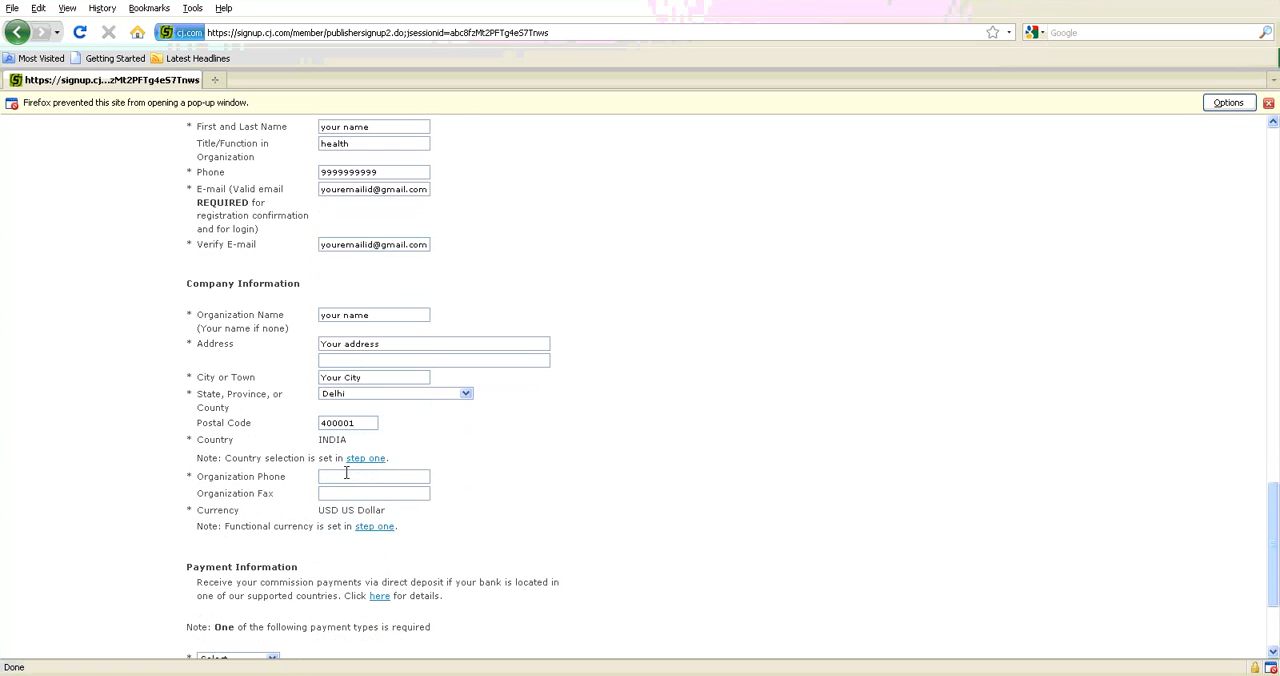 File Edit View History Bookmarks Tools Help
cj.com https://signup.cj.com/member/publishersignup2.do;jsessionid=abc8fzMt2PFTg4eS7Tnws Google
Most Visited Getting Started Latest Headlines
https://signup.cj...zMt2PFTg4eS7Tnws
Firefox prevented this site from opening a pop-up window. Options
* First and Last Name your name
Title/Function in health
Organization
* Phone 9999999999
* E-mail (Valid email youremailid@gmail.com
REQUIRED for
registration confirmation
and for login)
* Verify E-mail youremailid@gmail.com
Company Information
* Organization Name your name
(Your name if none)
* Address Your address
* City or Town Your City
* State, Province, or Delhi
County
Postal Code 400001
* Country INDIA
Note: Country selection is set in step one.
* Organization Phone
Organization Fax
* Currency USD US Dollar
Note: Functional currency is set in step one.
Payment Information
Receive your commission payments via direct deposit if your bank is located in
one of our supported countries. Click here for details.
Note: One of the following payment types is required
* Select
Done